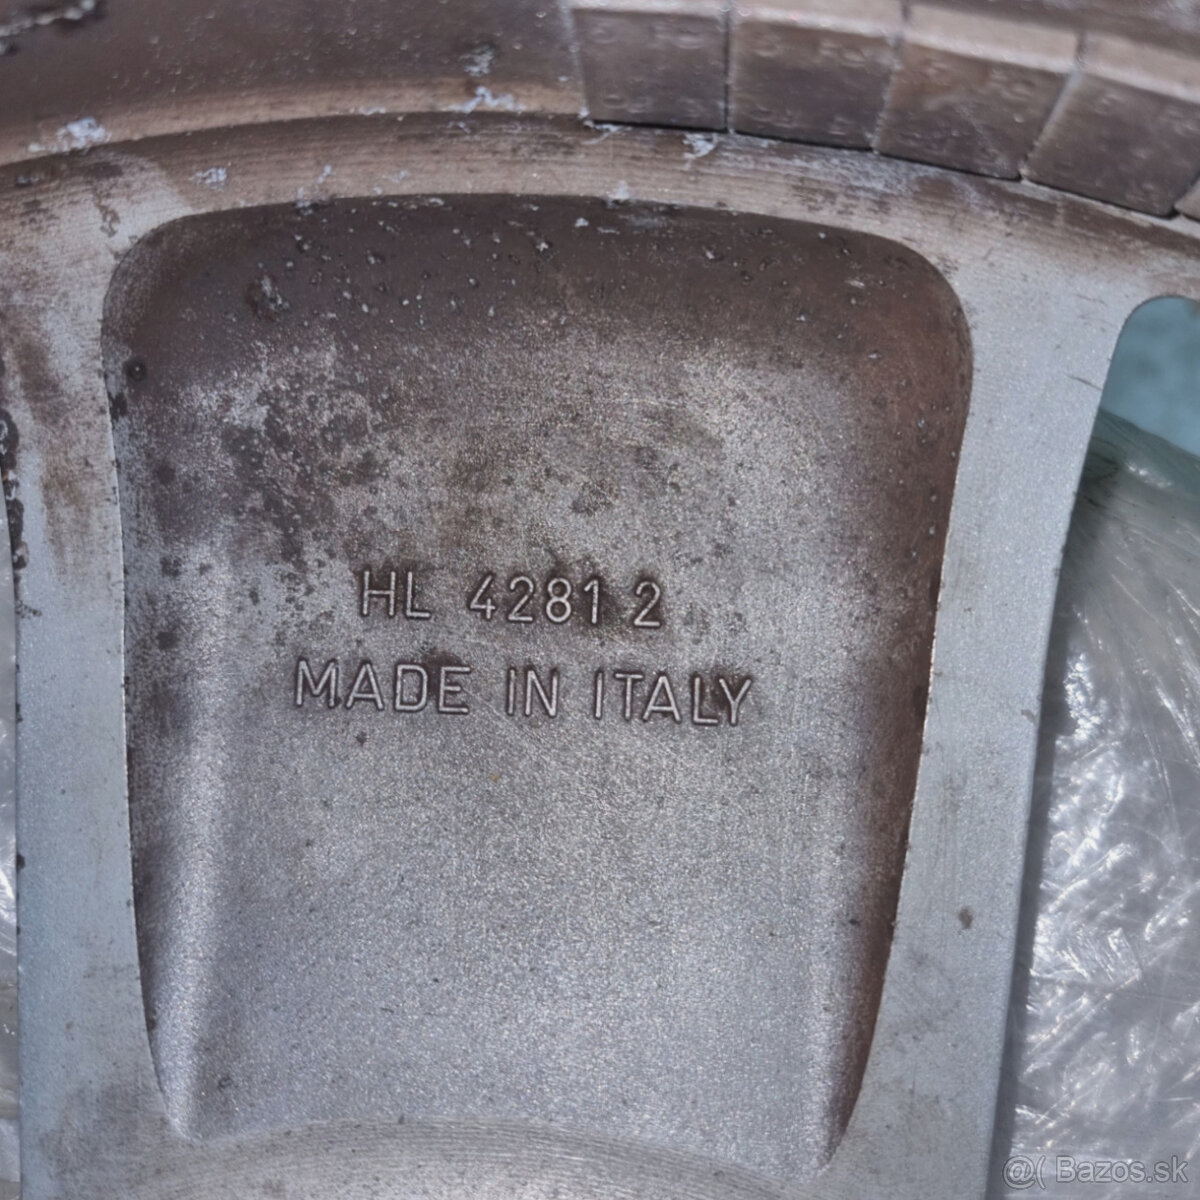 HL 4281 2
MADE IN ITALY
@( Bazos.sk